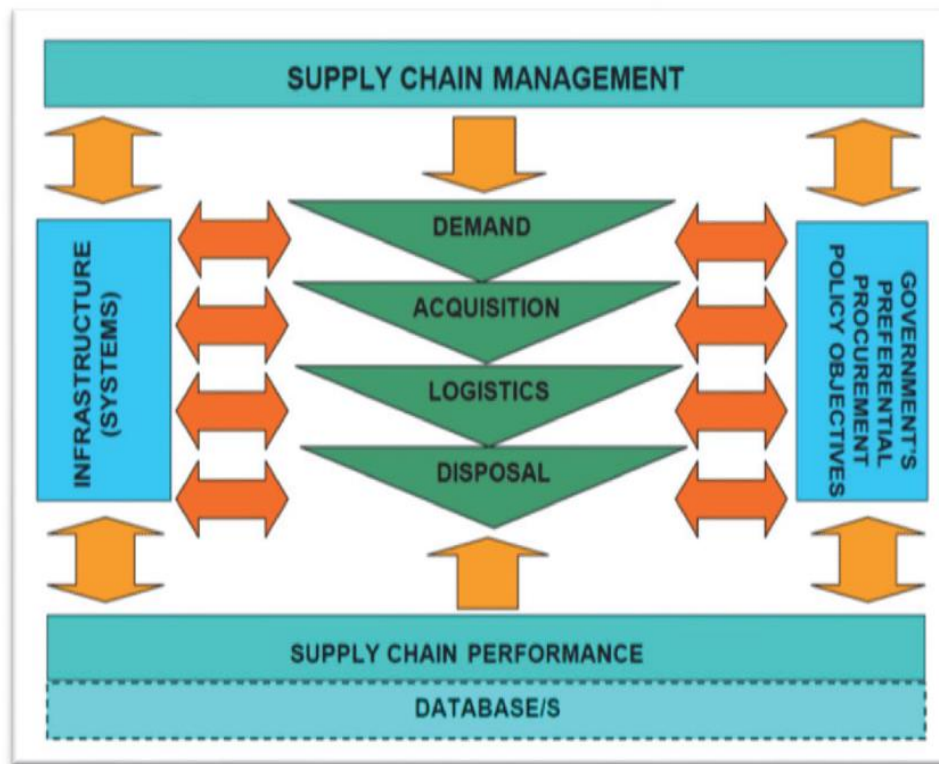 SUPPLY CHAIN MANAGEMENT
INFRASTRUCTURE
(SYSTEMS)
DEMAND
ACQUISITION
LOGISTICS
DISPOSAL
GOVERNMENT'S
PREFERENTIAL
PROCUREMENT
POLICY OBJECTIVES
SUPPLY CHAIN PERFORMANCE
DATABASE/S